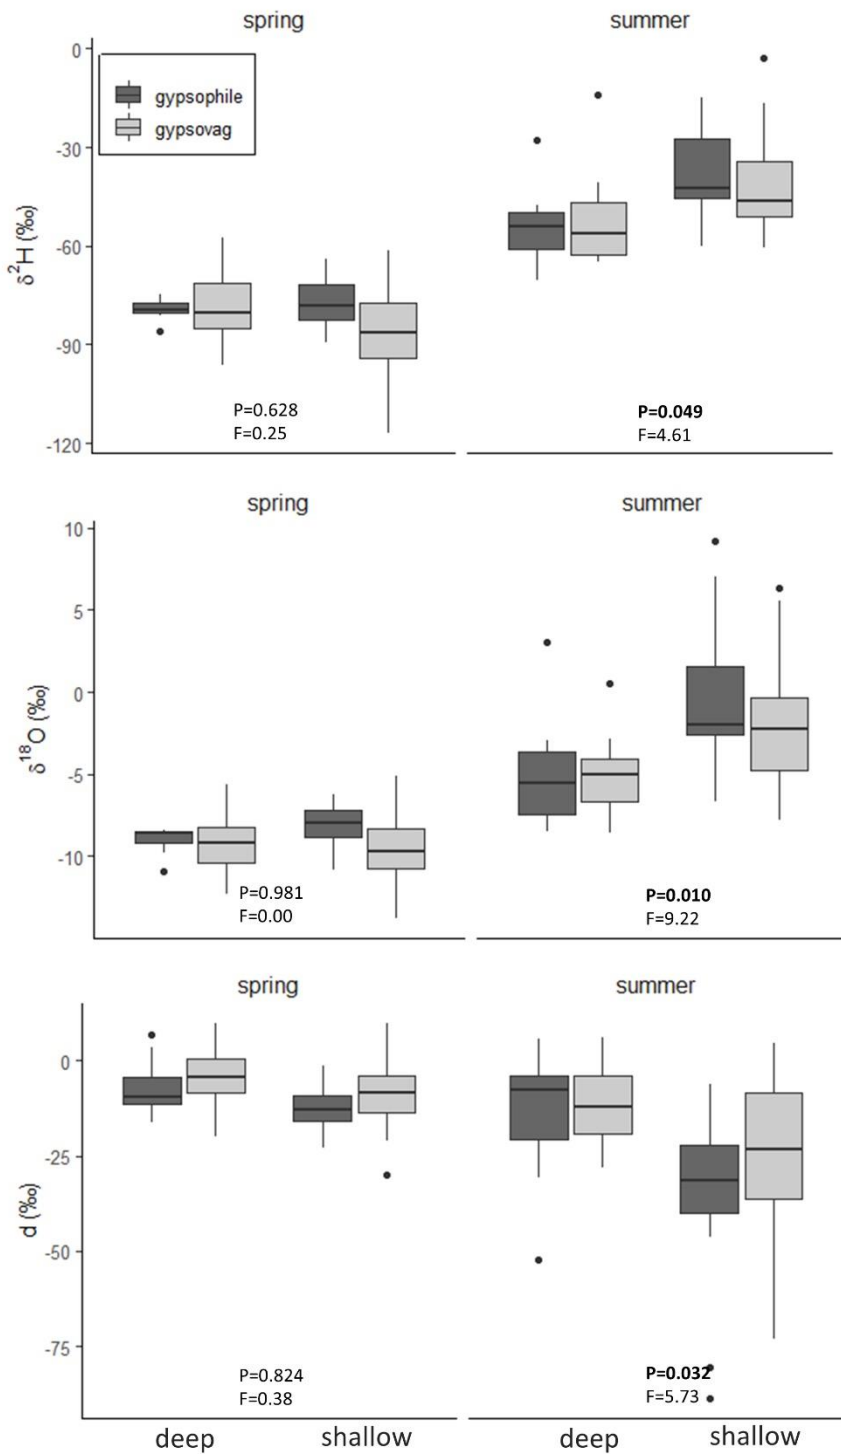 spring
summer
0
-30
-60
-90
-120
δ²H (‰)
gypsophile
gypsovag
P=0.628
F=0.25
P=0.049
F=4.61
spring
summer
10
5
0
-5
-10
δ¹⁸O (‰)
P=0.981
F=0.00
P=0.010
F=9.22
spring
summer
0
-25
-50
-75
d (‰)
P=0.824
F=0.38
P=0.032
F=5.73
deep
shallow
deep
shallow